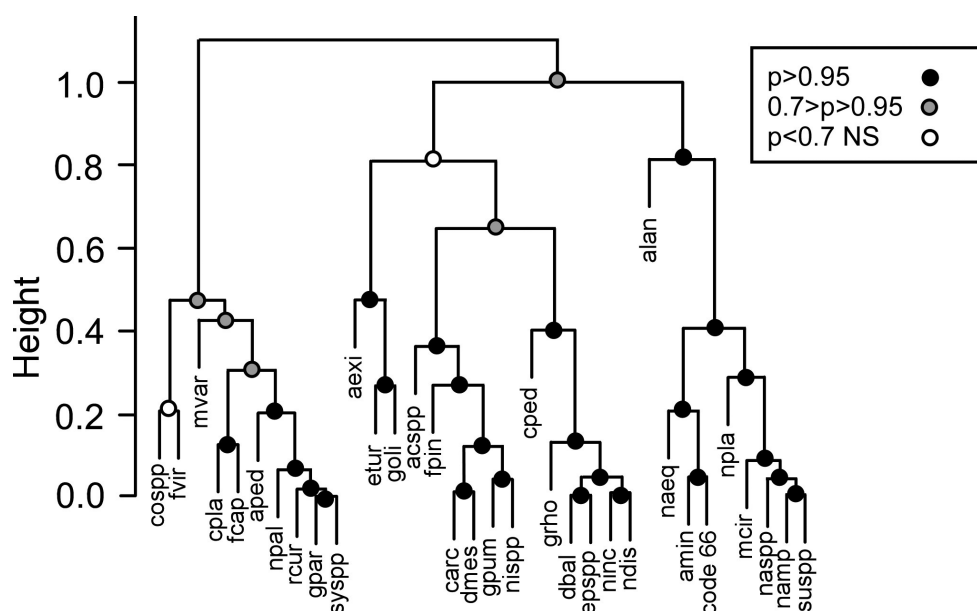 p>0.95
0.7>p>0.95
p<0.7 NS
Height
1.0
0.8
0.6
0.4
0.2
0.0
cospp
fvir
mvar
cpla
fcap
aped
npal
rcur
gpar
syspp
aexi
etur
goli
acspp
fpin
carc
dmes
gpum
nispp
cped
grho
dbal
epspp
ninc
ndis
alan
naeq
amin
code 66
npla
mcir
naspp
namp
suspp